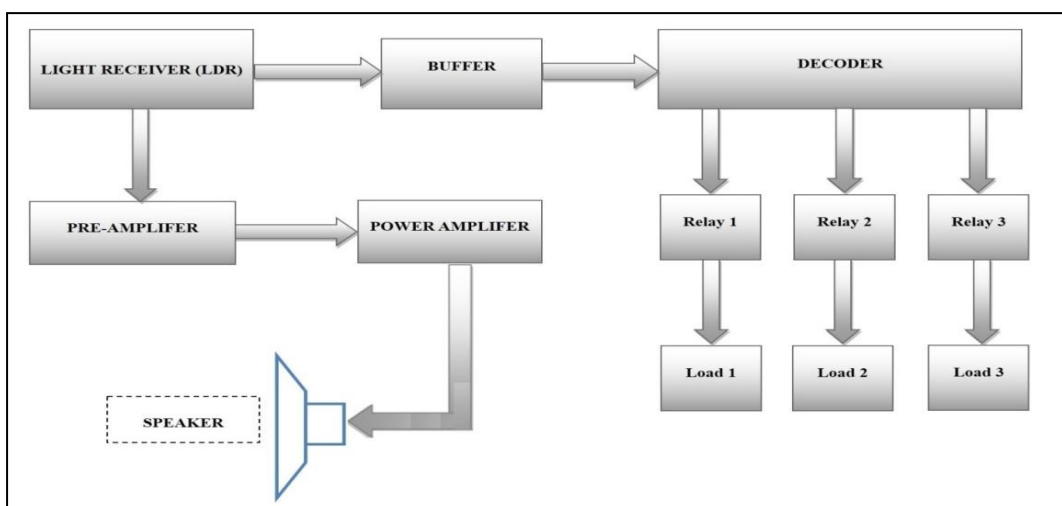 LIGHT RECEIVER (LDR)
BUFFER
DECODER
PRE-AMPLIFER
POWER AMPLIFER
Relay 1
Relay 2
Relay 3
Load 1
Load 2
Load 3
SPEAKER